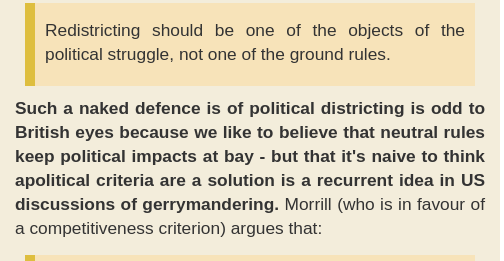 Redistricting should be one of the objects of the
political struggle, not one of the ground rules.
Such a naked defence is of political districting is odd to
British eyes because we like to believe that neutral rules
keep political impacts at bay - but that it's naive to think
apolitical criteria are a solution is a recurrent idea in US
discussions of gerrymandering. Morrill (who is in favour of
a competitiveness criterion) argues that: